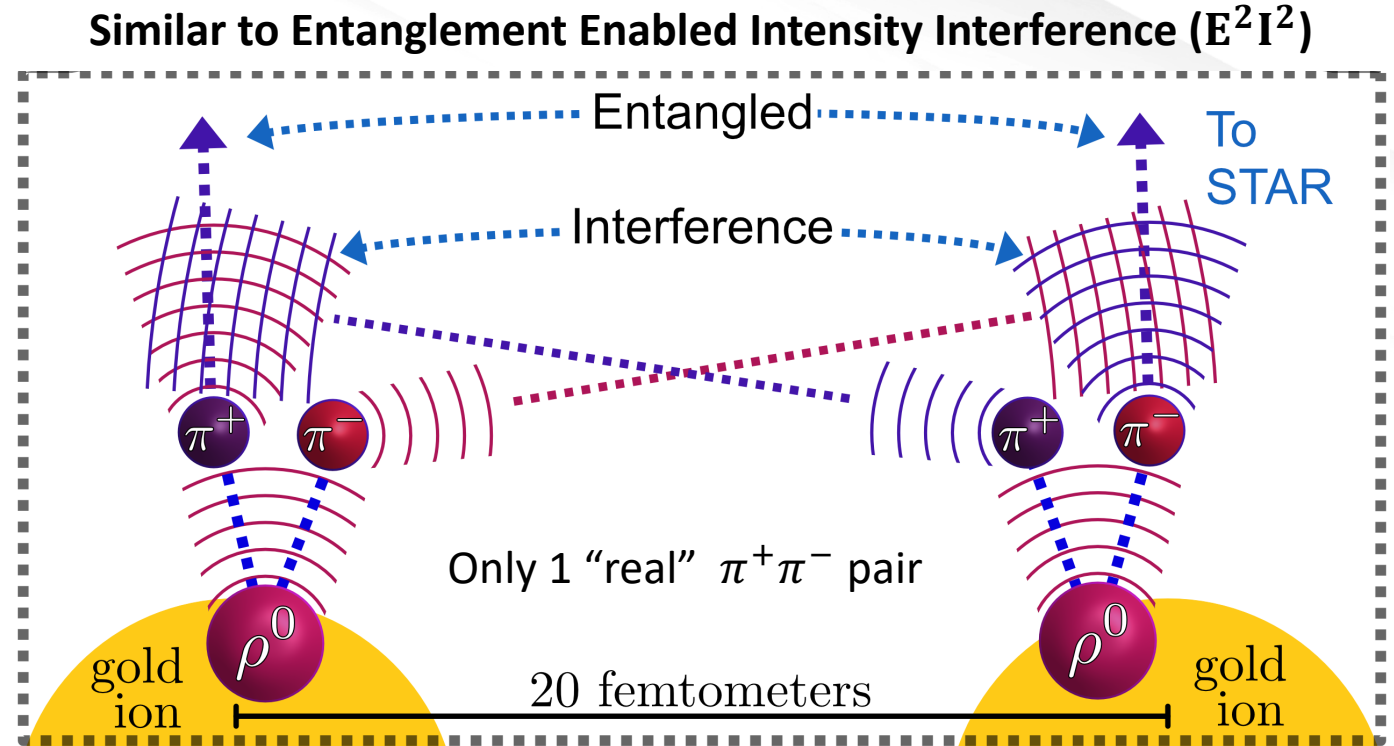 Similar to Entanglement Enabled Intensity Interference (E²I²)
Entangled
To
STAR
Interference
π⁺
π⁻
π⁺
π⁻
Only 1 “real” π⁺π⁻ pair
ρ⁰
ρ⁰
gold
ion
20 femtometers
gold
ion